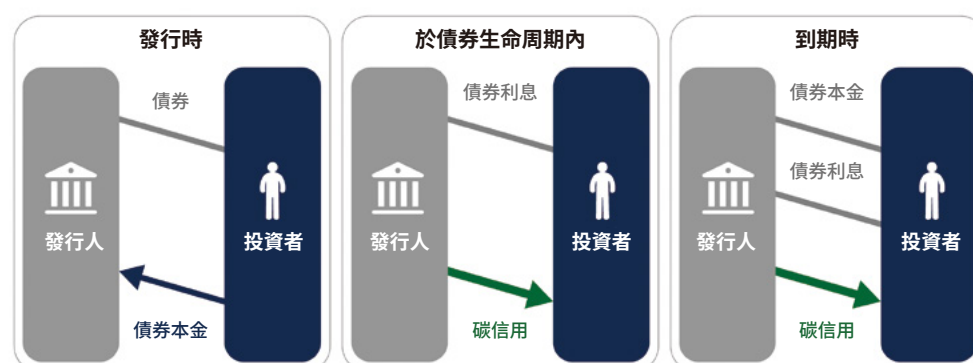 發行時
債券
發行人
投資者
債券本金
於債券生命周期內
債券利息
發行人
投資者
碳信用
到期時
債券本金
債券利息
發行人
投資者
碳信用